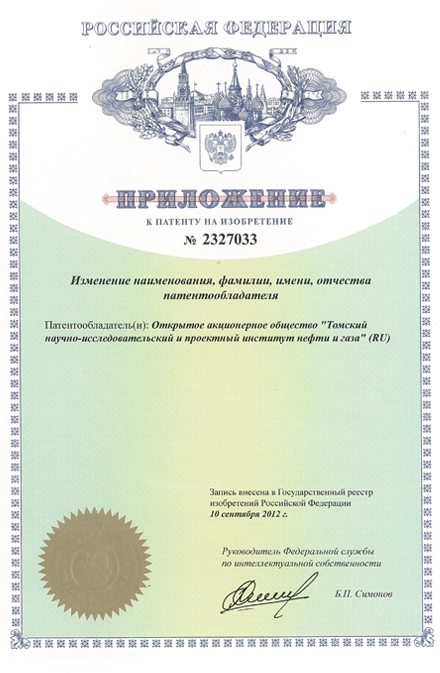 РОССИЙСКАЯ ФЕДЕРАЦИЯ
ПРИЛОЖЕНИЕ
К ПАТЕНТУ НА ИЗОБРЕТЕНИЕ
№ 2327033
Изменение наименования, фамилии, имени, отчества
патентообладателя
Патентообладатель(и): Открытое акционерное общество "Томский
научно-исследовательский и проектный институт нефти и газа" (RU)
Запись внесена в Государственный реестр
изобретений Российской Федерации
10 сентября 2012 г.
Руководитель Федеральной службы
по интеллектуальной собственности
Б.П. Симонов